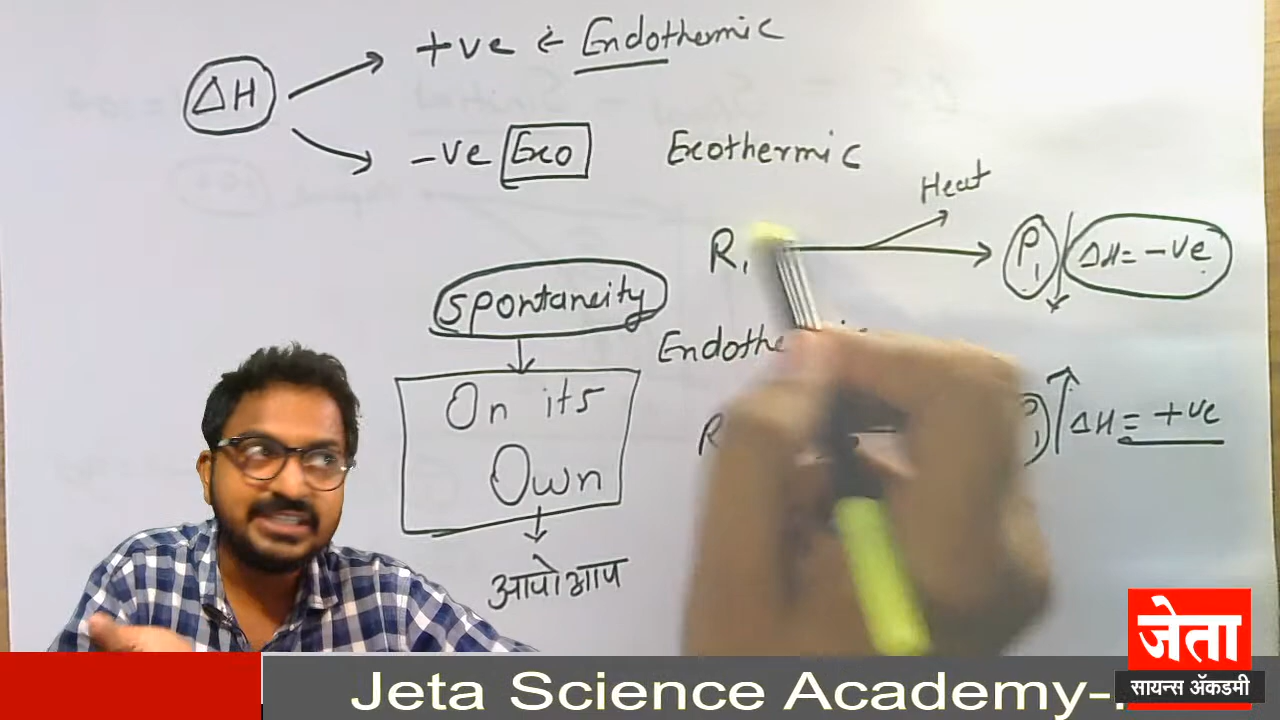 ΔH
+ve ← Endothermic
-ve Exo
Exothermic
Heat
R₁
P₁
ΔH = -ve
Spontaneity
On its
Own
आपोआप
R
ΔH = +ve
जेता
सायन्स ॲकडमी
Jeta Science Academy-